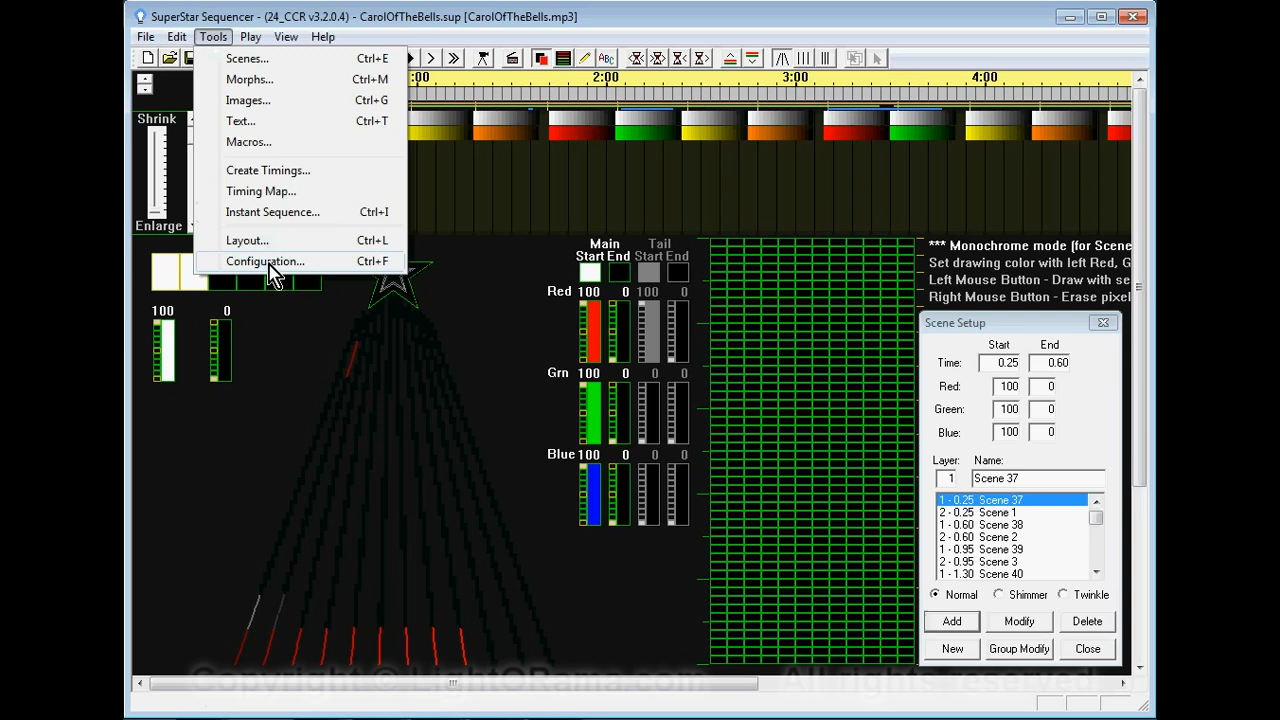 SuperStar Sequencer - (24_CCR v3.2.0.4) - CarolOfTheBells.sup [CarolOfTheBells.mp3]
File Edit Tools Play View Help
Scenes... Ctrl+E
Morphs... Ctrl+M
Images... Ctrl+G
Text... Ctrl+T
Macros...
Create Timings...
Timing Map...
Instant Sequence... Ctrl+I
Layout... Ctrl+L
Configuration... Ctrl+F
ABC
:00 2:00 3:00 4:00
Shrink
Enlarge
100 0
Main Tail
Start End Start End
Red 100 0 100 0
Grn 100 0 0 0
Blue 100 0 0 0
*** Monochrome mode (for Scene
Set drawing color with left Red, G
Left Mouse Button - Draw with se
Right Mouse Button - Erase pixel
Scene Setup
Start End
Time: 0.25 0.60
Red: 100 0
Green: 100 0
Blue: 100 0
Layer: Name:
1 Scene 37
1 - 0.25 Scene 37
2 - 0.25 Scene 1
1 - 0.60 Scene 38
2 - 0.60 Scene 2
1 - 0.95 Scene 39
2 - 0.95 Scene 3
1 - 1.30 Scene 40
Normal Shimmer Twinkle
Add Modify Delete
New Group Modify Close
Copyright © LightORama.com All rights reserved